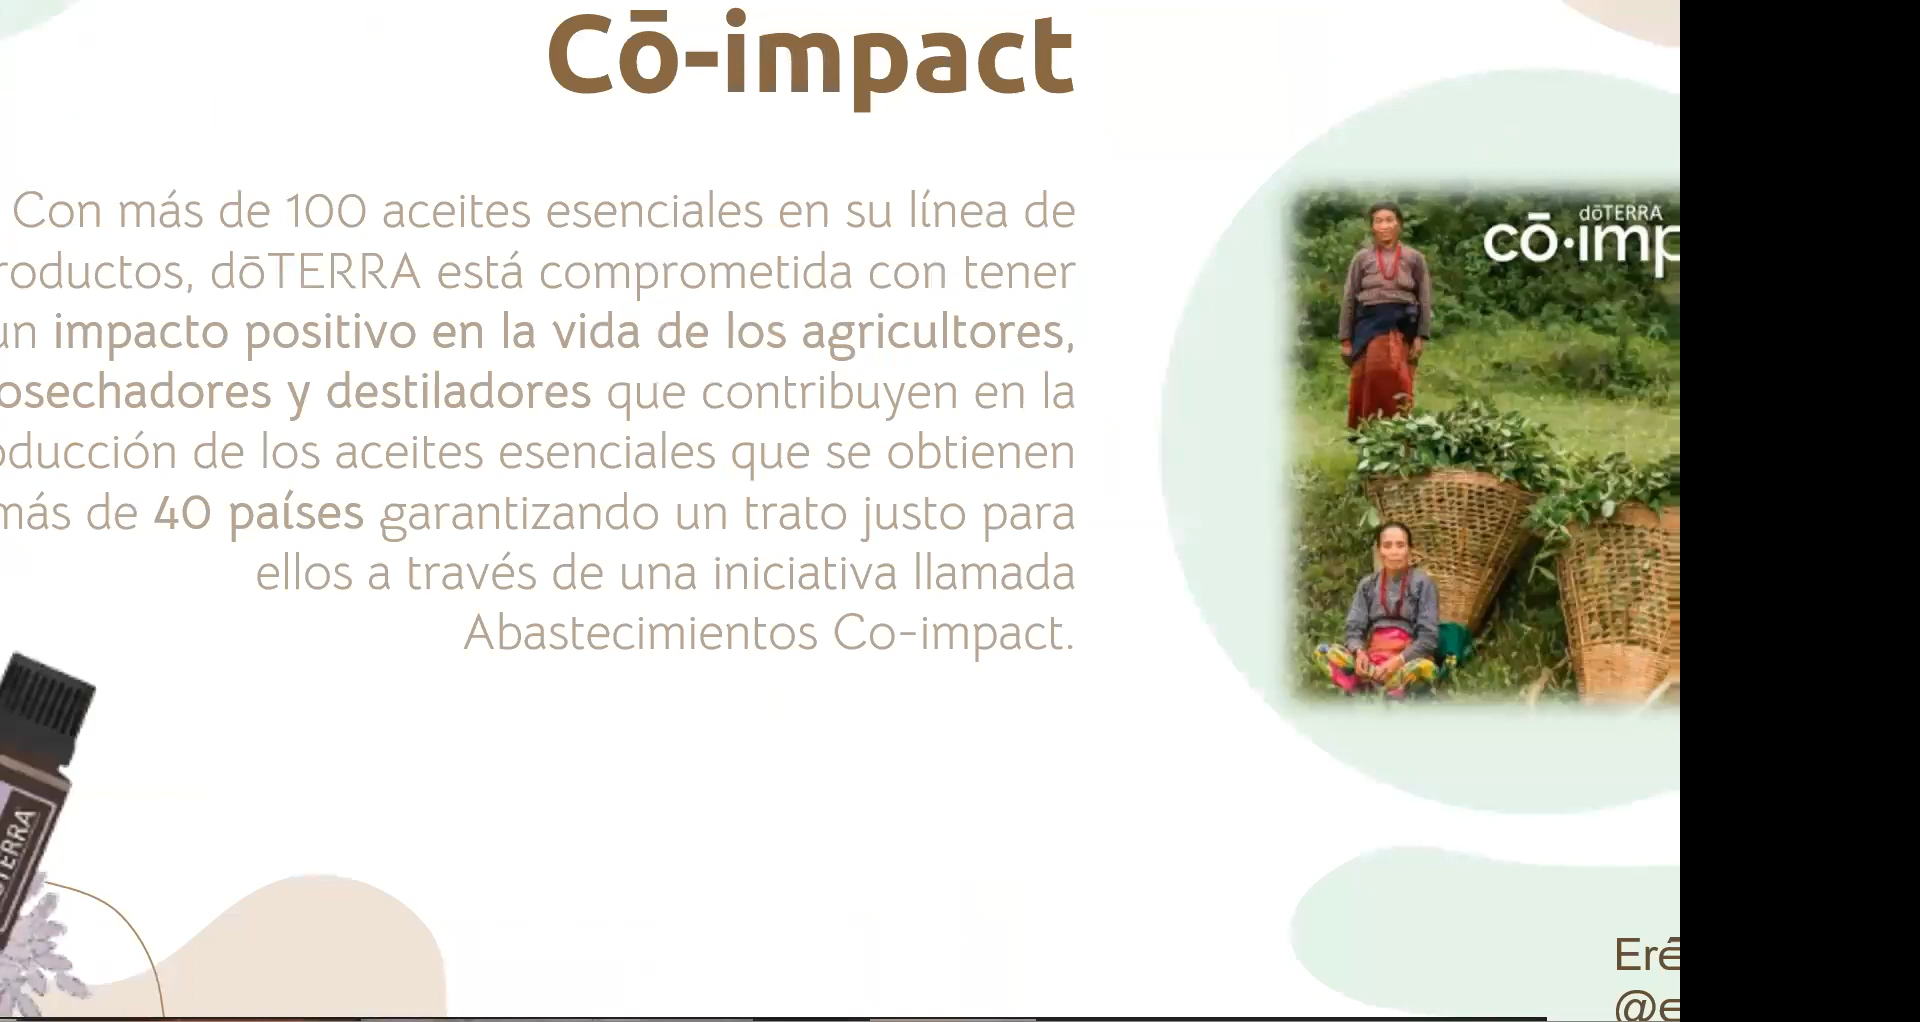 Cō-impact
Con más de 100 aceites esenciales en su línea de
roductos, dōTERRA está comprometida con tener
un impacto positivo en la vida de los agricultores,
osechadores y destiladores que contribuyen en la
oducción de los aceites esenciales que se obtienen
más de 40 países garantizando un trato justo para
ellos a través de una iniciativa llamada
Abastecimientos Co-impact.
dōTERRA
cō·imp
TERRA
Eré
@e